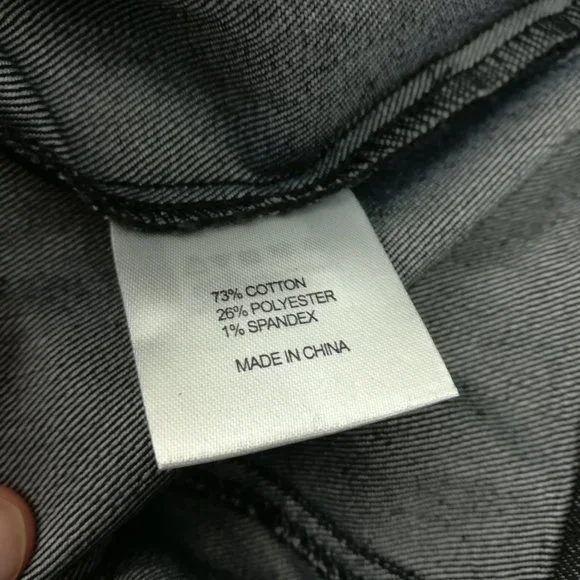 73% COTTON
26% POLYESTER
1% SPANDEX
MADE IN CHINA